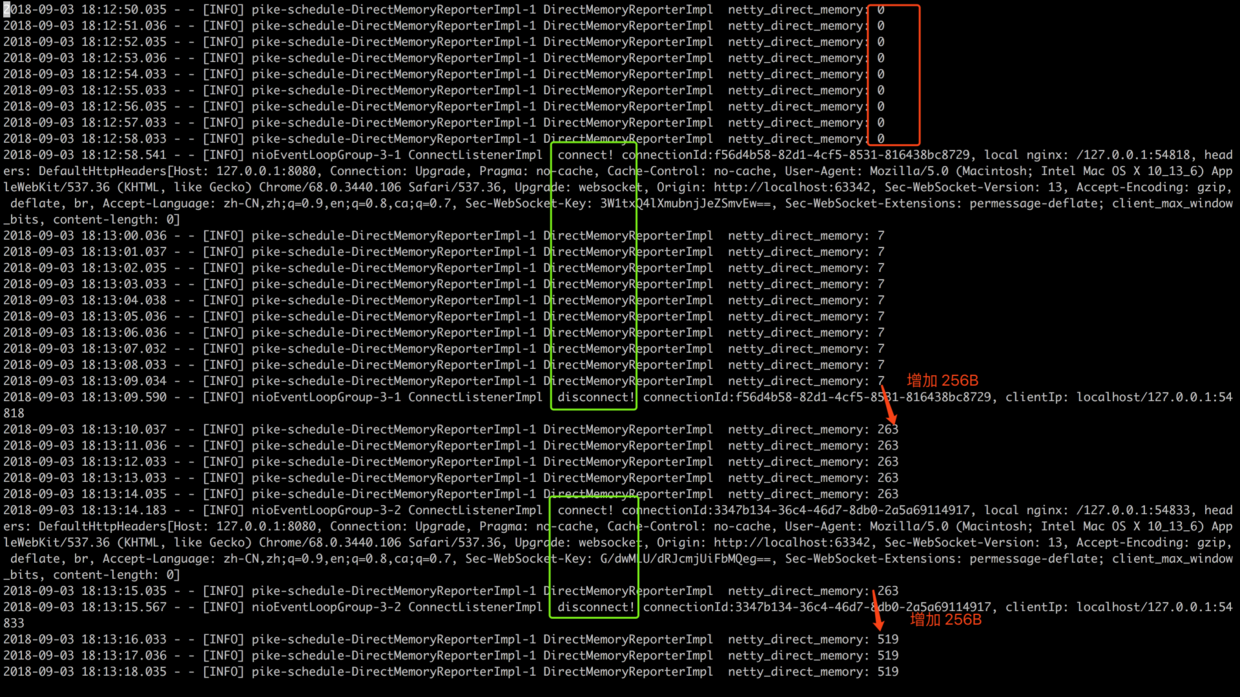 2018-09-03 18:12:50.035 - - [INFO] pike-schedule-DirectMemoryReporterImpl-1 DirectMemoryReporterImpl  netty_direct_memory: 0
2018-09-03 18:12:51.036 - - [INFO] pike-schedule-DirectMemoryReporterImpl-1 DirectMemoryReporterImpl  netty_direct_memory: 0
2018-09-03 18:12:52.035 - - [INFO] pike-schedule-DirectMemoryReporterImpl-1 DirectMemoryReporterImpl  netty_direct_memory: 0
2018-09-03 18:12:53.036 - - [INFO] pike-schedule-DirectMemoryReporterImpl-1 DirectMemoryReporterImpl  netty_direct_memory: 0
2018-09-03 18:12:54.033 - - [INFO] pike-schedule-DirectMemoryReporterImpl-1 DirectMemoryReporterImpl  netty_direct_memory: 0
2018-09-03 18:12:55.033 - - [INFO] pike-schedule-DirectMemoryReporterImpl-1 DirectMemoryReporterImpl  netty_direct_memory: 0
2018-09-03 18:12:56.035 - - [INFO] pike-schedule-DirectMemoryReporterImpl-1 DirectMemoryReporterImpl  netty_direct_memory: 0
2018-09-03 18:12:57.033 - - [INFO] pike-schedule-DirectMemoryReporterImpl-1 DirectMemoryReporterImpl  netty_direct_memory: 0
2018-09-03 18:12:58.033 - - [INFO] pike-schedule-DirectMemoryReporterImpl-1 DirectMemoryReporterImpl  netty_direct_memory: 0
2018-09-03 18:12:58.541 - - [INFO] nioEventLoopGroup-3-1 ConnectListenerImpl  connect! connectionId:f56d4b58-82d1-4cf5-8531-816438bc8729, local nginx: /127.0.0.1:54818, head
ers: DefaultHttpHeaders[Host: 127.0.0.1:8080, Connection: Upgrade, Pragma: no-cache, Cache-Control: no-cache, User-Agent: Mozilla/5.0 (Macintosh; Intel Mac OS X 10_13_6) App
leWebKit/537.36 (KHTML, like Gecko) Chrome/68.0.3440.106 Safari/537.36, Upgrade: websocket, Origin: http://localhost:63342, Sec-WebSocket-Version: 13, Accept-Encoding: gzip,
 deflate, br, Accept-Language: zh-CN,zh;q=0.9,en;q=0.8,ca;q=0.7, Sec-WebSocket-Key: 3W1txQ4lXmubnjJeZSmvEw==, Sec-WebSocket-Extensions: permessage-deflate; client_max_window
_bits, content-length: 0]
2018-09-03 18:13:00.036 - - [INFO] pike-schedule-DirectMemoryReporterImpl-1 DirectMemoryReporterImpl  netty_direct_memory: 7
2018-09-03 18:13:01.037 - - [INFO] pike-schedule-DirectMemoryReporterImpl-1 DirectMemoryReporterImpl  netty_direct_memory: 7
2018-09-03 18:13:02.035 - - [INFO] pike-schedule-DirectMemoryReporterImpl-1 DirectMemoryReporterImpl  netty_direct_memory: 7
2018-09-03 18:13:03.033 - - [INFO] pike-schedule-DirectMemoryReporterImpl-1 DirectMemoryReporterImpl  netty_direct_memory: 7
2018-09-03 18:13:04.038 - - [INFO] pike-schedule-DirectMemoryReporterImpl-1 DirectMemoryReporterImpl  netty_direct_memory: 7
2018-09-03 18:13:05.036 - - [INFO] pike-schedule-DirectMemoryReporterImpl-1 DirectMemoryReporterImpl  netty_direct_memory: 7
2018-09-03 18:13:06.036 - - [INFO] pike-schedule-DirectMemoryReporterImpl-1 DirectMemoryReporterImpl  netty_direct_memory: 7
2018-09-03 18:13:07.032 - - [INFO] pike-schedule-DirectMemoryReporterImpl-1 DirectMemoryReporterImpl  netty_direct_memory: 7
2018-09-03 18:13:08.033 - - [INFO] pike-schedule-DirectMemoryReporterImpl-1 DirectMemoryReporterImpl  netty_direct_memory: 7
2018-09-03 18:13:09.034 - - [INFO] pike-schedule-DirectMemoryReporterImpl-1 DirectMemoryReporterImpl  netty_direct_memory: 7
增加 256B
2018-09-03 18:13:09.590 - - [INFO] nioEventLoopGroup-3-1 ConnectListenerImpl  disconnect! connectionId:f56d4b58-82d1-4cf5-8531-816438bc8729, clientIp: localhost/127.0.0.1:54
818
2018-09-03 18:13:10.037 - - [INFO] pike-schedule-DirectMemoryReporterImpl-1 DirectMemoryReporterImpl  netty_direct_memory: 263
2018-09-03 18:13:11.036 - - [INFO] pike-schedule-DirectMemoryReporterImpl-1 DirectMemoryReporterImpl  netty_direct_memory: 263
2018-09-03 18:13:12.033 - - [INFO] pike-schedule-DirectMemoryReporterImpl-1 DirectMemoryReporterImpl  netty_direct_memory: 263
2018-09-03 18:13:13.033 - - [INFO] pike-schedule-DirectMemoryReporterImpl-1 DirectMemoryReporterImpl  netty_direct_memory: 263
2018-09-03 18:13:14.035 - - [INFO] pike-schedule-DirectMemoryReporterImpl-1 DirectMemoryReporterImpl  netty_direct_memory: 263
2018-09-03 18:13:14.183 - - [INFO] nioEventLoopGroup-3-2 ConnectListenerImpl  connect! connectionId:3347b134-36c4-46d7-8db0-2a5a69114917, local nginx: /127.0.0.1:54833, head
ers: DefaultHttpHeaders[Host: 127.0.0.1:8080, Connection: Upgrade, Pragma: no-cache, Cache-Control: no-cache, User-Agent: Mozilla/5.0 (Macintosh; Intel Mac OS X 10_13_6) App
leWebKit/537.36 (KHTML, like Gecko) Chrome/68.0.3440.106 Safari/537.36, Upgrade: websocket, Origin: http://localhost:63342, Sec-WebSocket-Version: 13, Accept-Encoding: gzip,
 deflate, br, Accept-Language: zh-CN,zh;q=0.9,en;q=0.8,ca;q=0.7, Sec-WebSocket-Key: G/dwMLU/dRJcmjUiFbMQeg==, Sec-WebSocket-Extensions: permessage-deflate; client_max_window
_bits, content-length: 0]
2018-09-03 18:13:15.035 - - [INFO] pike-schedule-DirectMemoryReporterImpl-1 DirectMemoryReporterImpl  netty_direct_memory: 263
2018-09-03 18:13:15.567 - - [INFO] nioEventLoopGroup-3-2 ConnectListenerImpl  disconnect! connectionId:3347b134-36c4-46d7-8db0-2a5a69114917, clientIp: localhost/127.0.0.1:54
833
增加 256B
2018-09-03 18:13:16.033 - - [INFO] pike-schedule-DirectMemoryReporterImpl-1 DirectMemoryReporterImpl  netty_direct_memory: 519
2018-09-03 18:13:17.036 - - [INFO] pike-schedule-DirectMemoryReporterImpl-1 DirectMemoryReporterImpl  netty_direct_memory: 519
2018-09-03 18:13:18.035 - - [INFO] pike-schedule-DirectMemoryReporterImpl-1 DirectMemoryReporterImpl  netty_direct_memory: 519